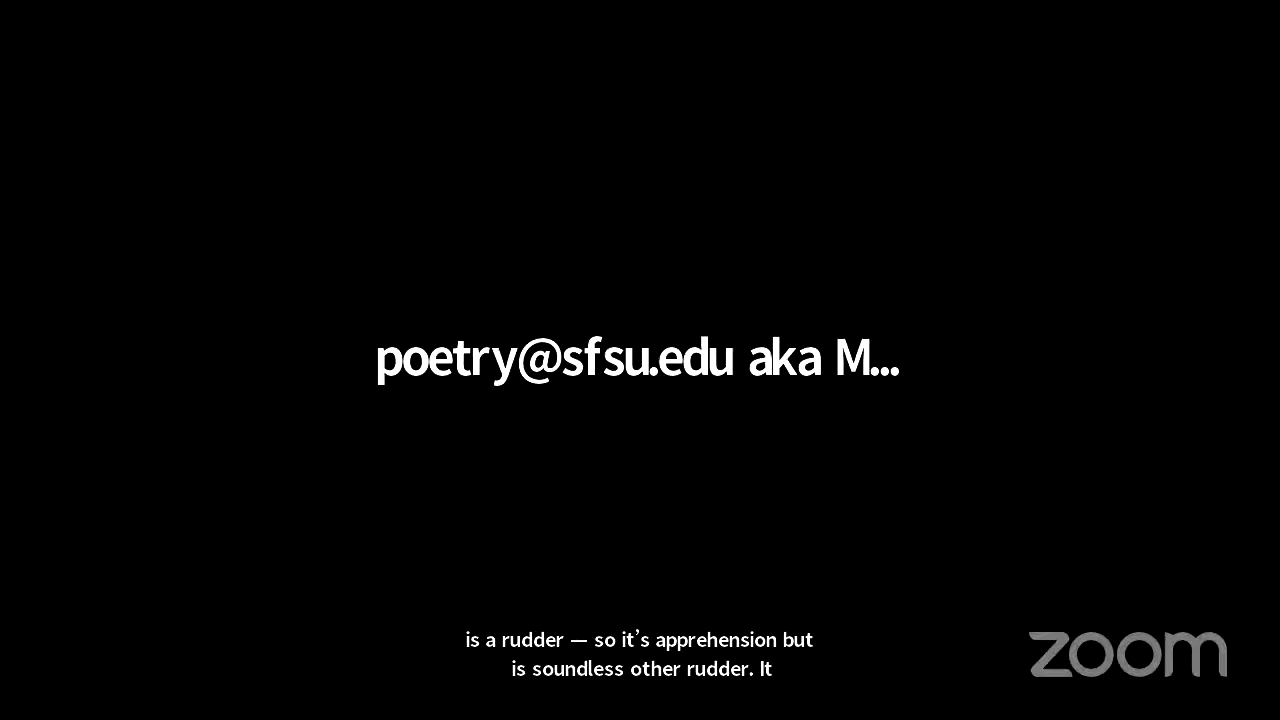 poetry@sfsu.edu aka M...
is a rudder — so it’s apprehension but
is soundless other rudder. It
zoom